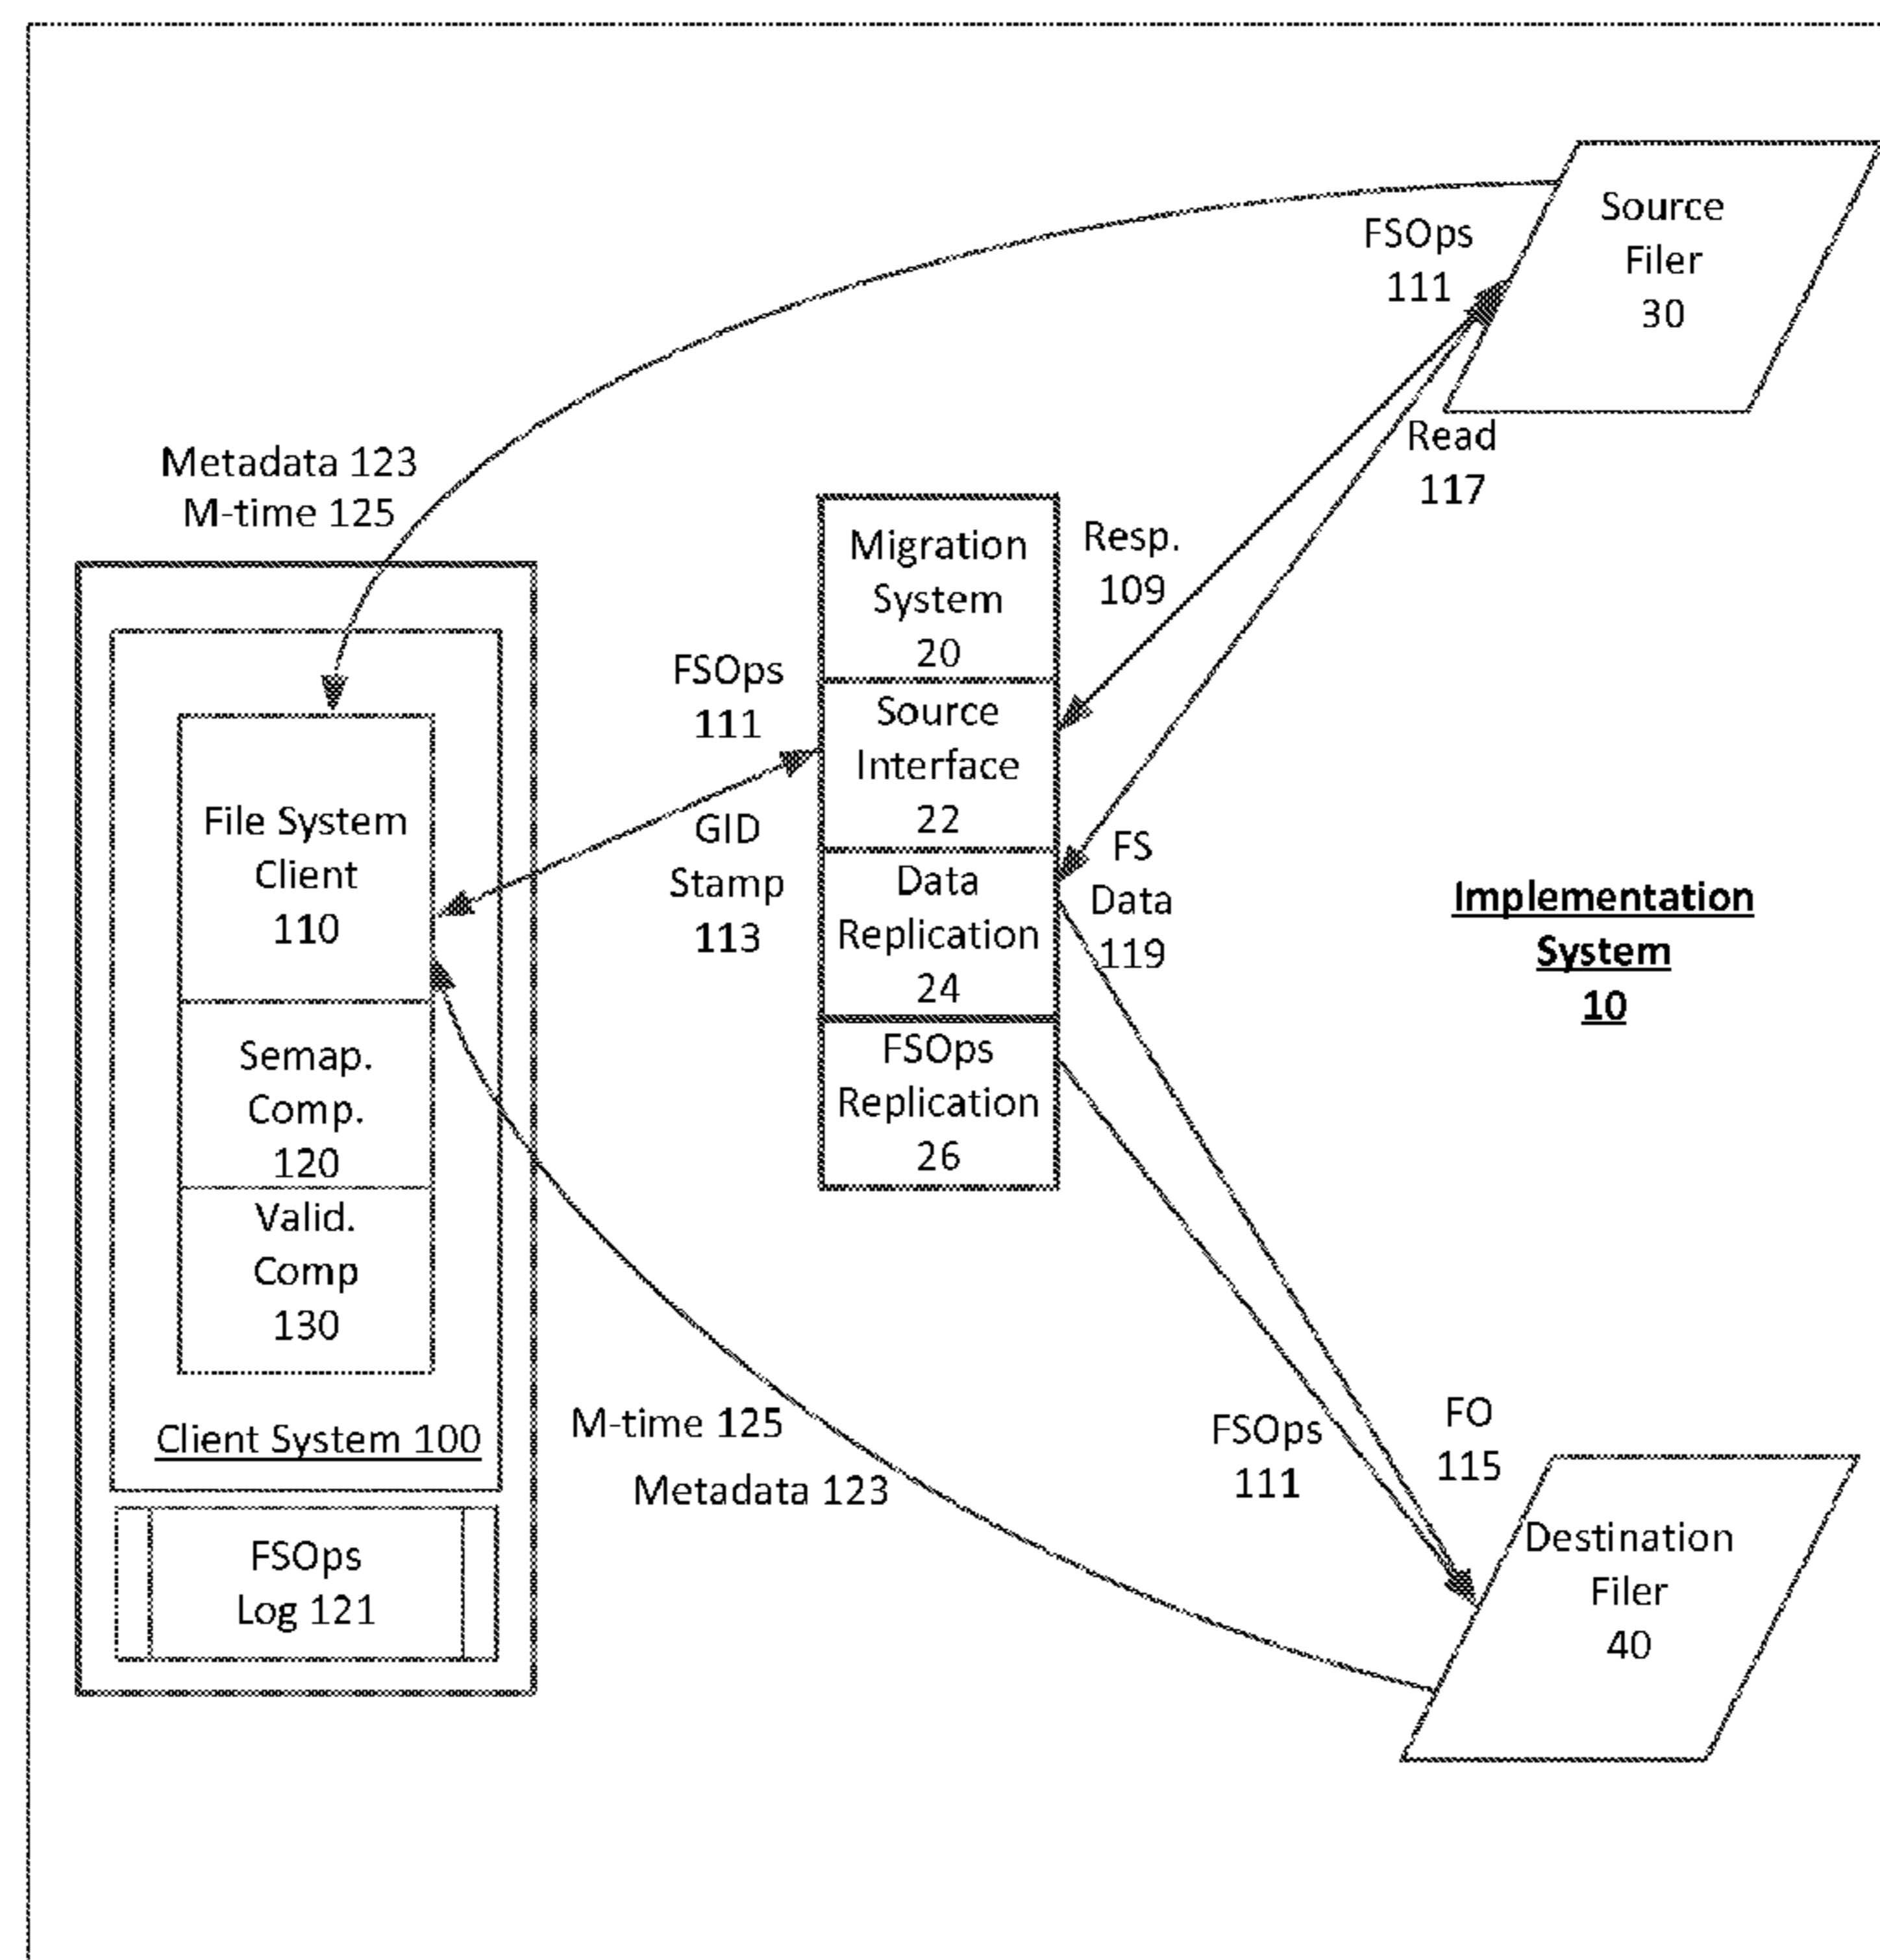 Source
Filer
30
FSOps
111
Read
117
Metadata 123
M-time 125
Migration
System
20
Resp.
109
FSOps
111
Source
Interface
22
GID
Stamp
113
FS
Data
119
Data
Replication
24
FSOps
Replication
26
File System
Client
110
Semap.
Comp.
120
Valid.
Comp
130
Client System 100
FSOps
Log 121
Implementation
System
10
M-time 125
Metadata 123
FSOps
111
FO
115
Destination
Filer
40